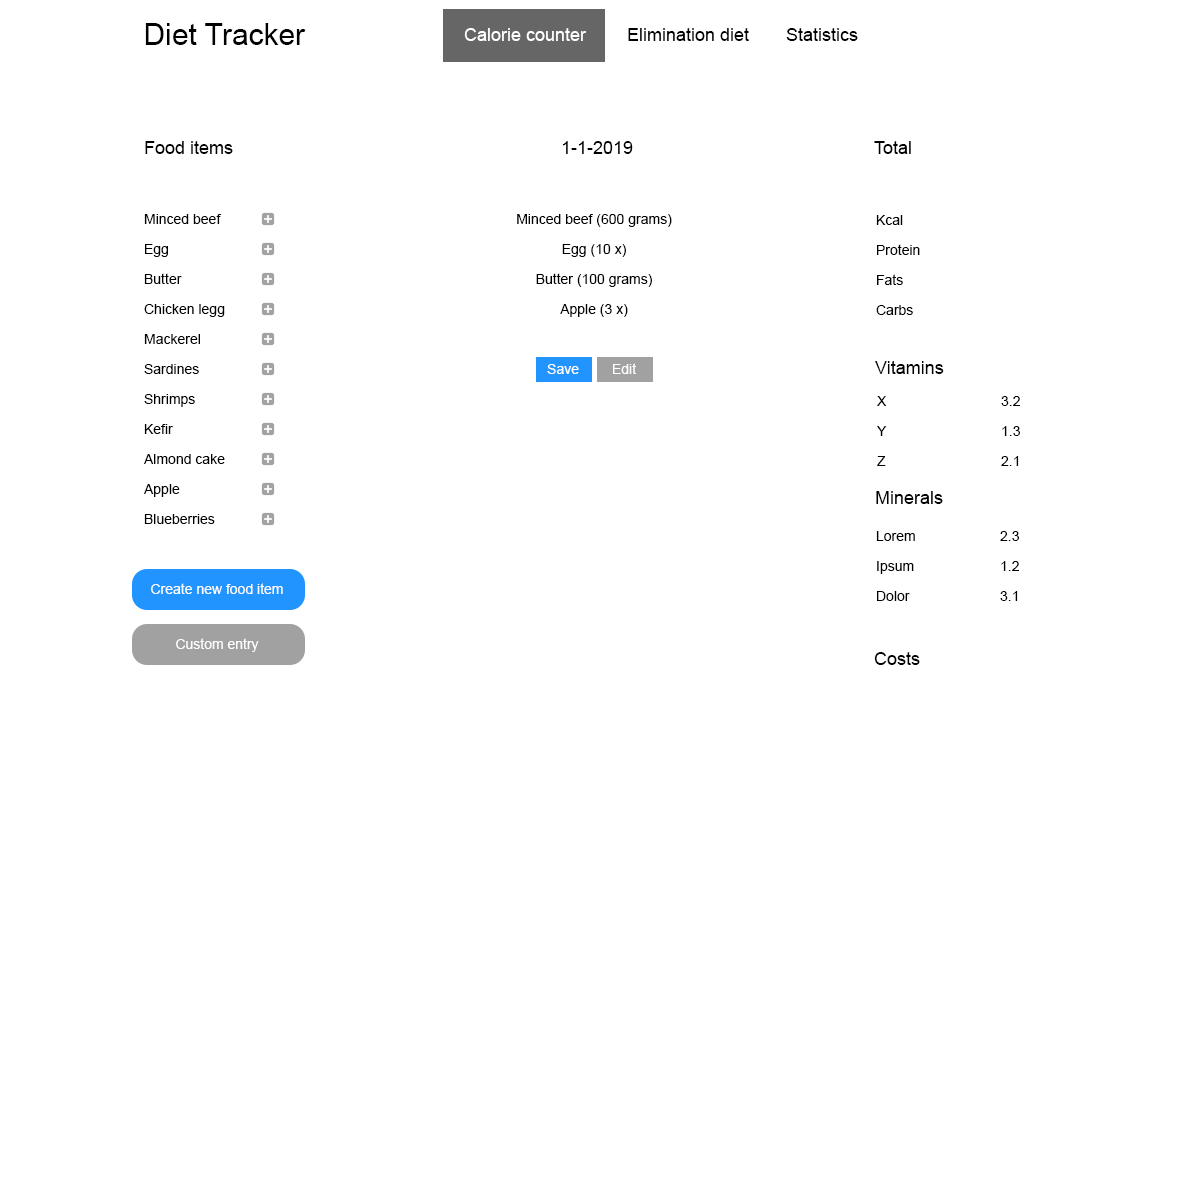 Diet Tracker
Calorie counter
Elimination diet
Statistics
Food items
Minced beef
Egg
Butter
Chicken legg
Mackerel
Sardines
Shrimps
Kefir
Almond cake
Apple
Blueberries
Create new food item
Custom entry
1-1-2019
Minced beef (600 grams)
Egg (10 x)
Butter (100 grams)
Apple (3 x)
Save Edit
Total
Kcal
Protein
Fats
Carbs
Vitamins
X 3.2
Y 1.3
Z 2.1
Minerals
Lorem 2.3
Ipsum 1.2
Dolor 3.1
Costs